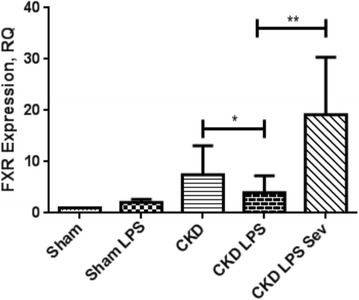 FXR Expression, RQ
40
30
20
10
0
**
*
Sham
Sham LPS
CKD
CKD LPS
CKD LPS Sev